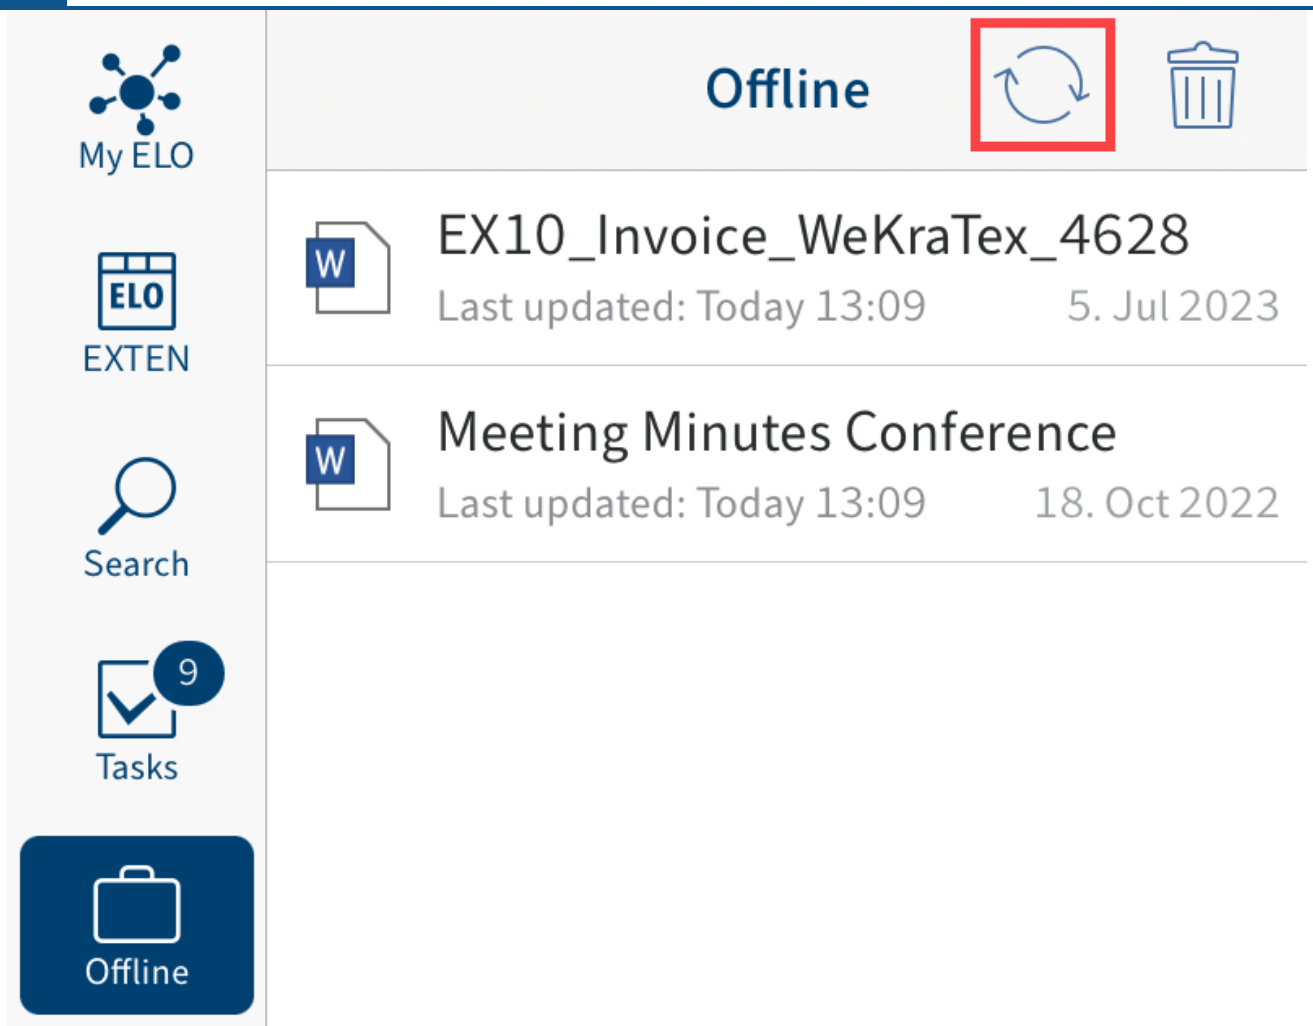 My ELO
ELO
EXTEN
Search
9
Tasks
Offline
Offline
W
EX10_Invoice_WeKraTex_4628
Last updated: Today 13:09
5. Jul 2023
W
Meeting Minutes Conference
Last updated: Today 13:09
18. Oct 2022